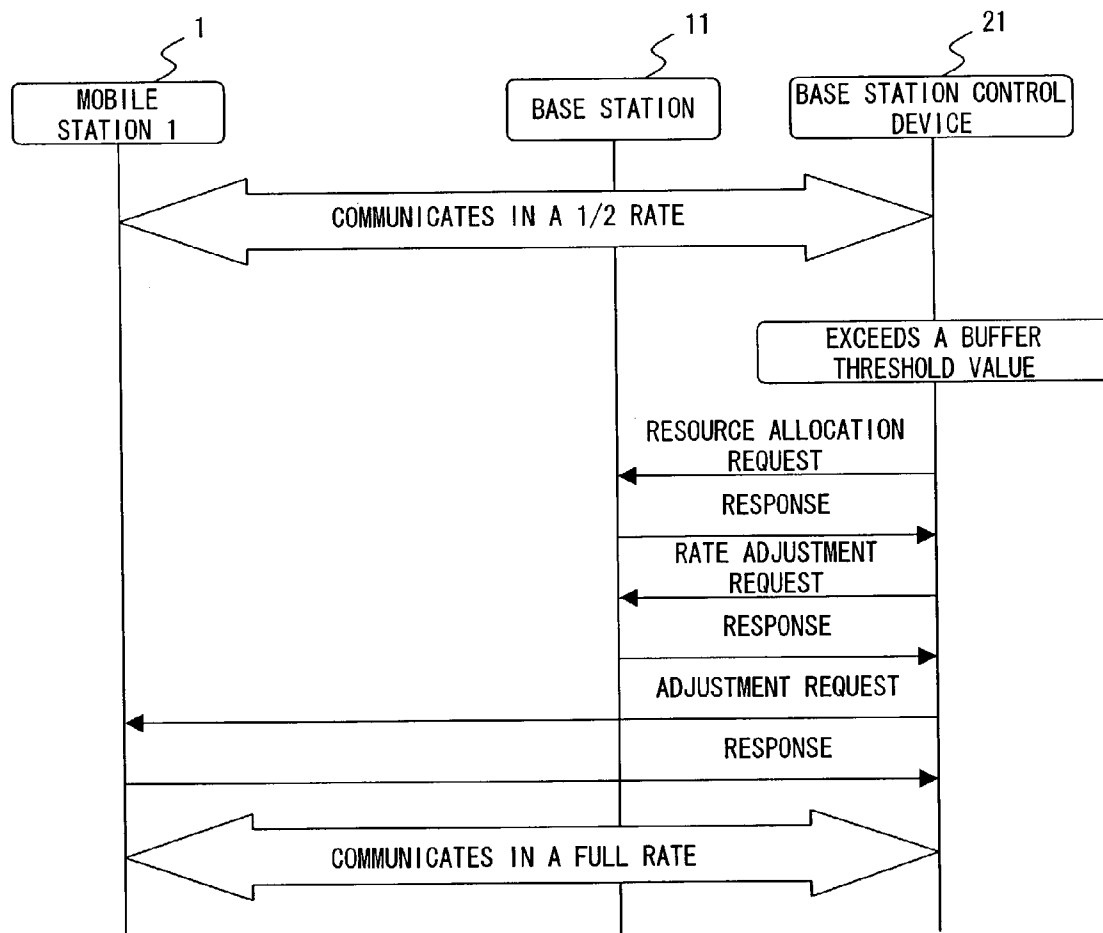 1
11
21
MOBILE
STATION 1
BASE STATION
BASE STATION CONTROL
DEVICE
COMMUNICATES IN A 1/2 RATE
EXCEEDS A BUFFER
THRESHOLD VALUE
RESOURCE ALLOCATION
REQUEST
RESPONSE
RATE ADJUSTMENT
REQUEST
RESPONSE
ADJUSTMENT REQUEST
RESPONSE
COMMUNICATES IN A FULL RATE